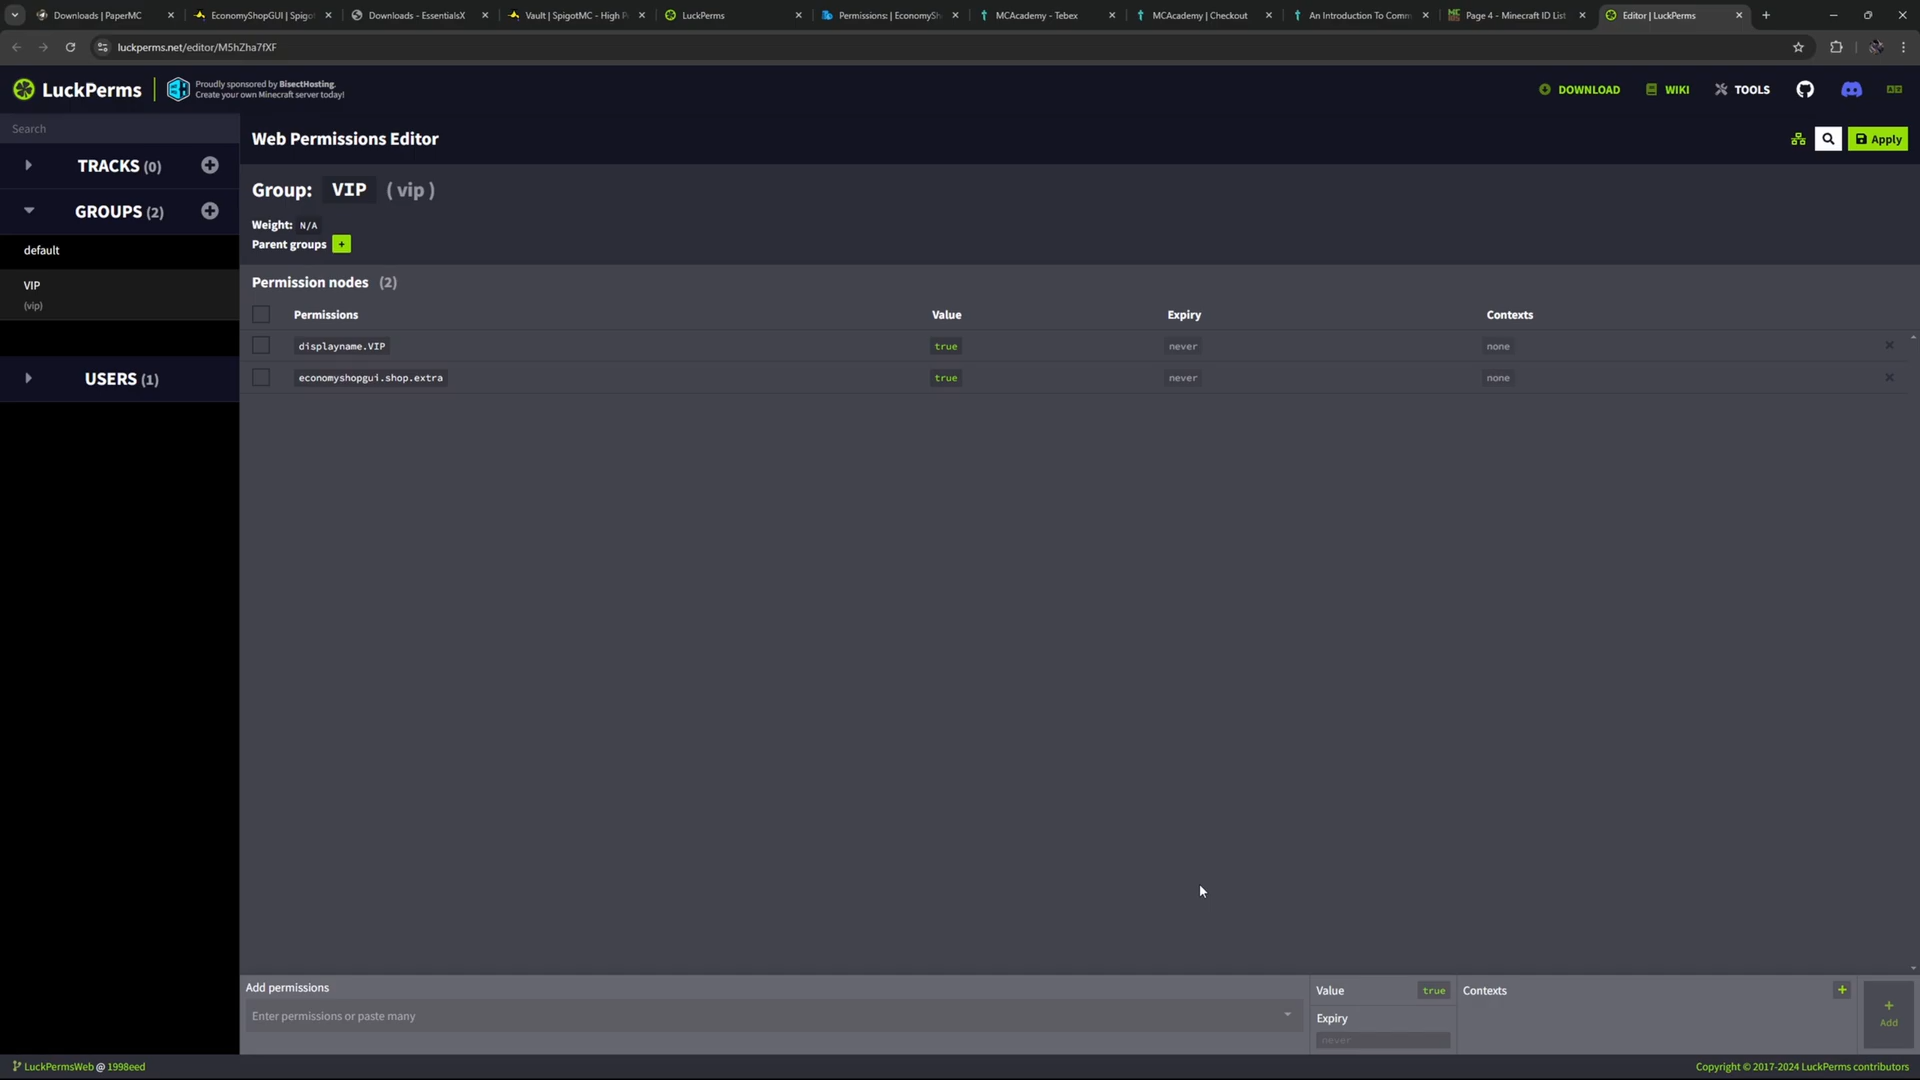 Downloads | PaperMC
EconomyShopGUI | Spigo
Downloads - EssentialsX
Vault | SpigotMC - High P
LuckPerms
Permissions: | EconomySh
MCAcademy - Tebex
MCAcademy | Checkout
An Introduction To Comm
Page 4 - Minecraft ID List
Editor | LuckPerms
luckperms.net/editor/M5hZha7fXF
LuckPerms
Proudly sponsored by BisectHosting.
Create your own Minecraft server today!
DOWNLOAD
WIKI
TOOLS
Search
Web Permissions Editor
Apply
TRACKS (0)
GROUPS (2)
default
VIP
(vip)
USERS (1)
Group: VIP ( vip )
Weight: N/A
Parent groups +
Permission nodes (2)
Permissions Value Expiry Contexts
displayname.VIP true never none
economyshopgui.shop.extra true never none
Add permissions
Enter permissions or paste many
Value true
Expiry
never
Contexts +
+
Add
LuckPermsWeb @ 1998eed
Copyright © 2017-2024 LuckPerms contributors